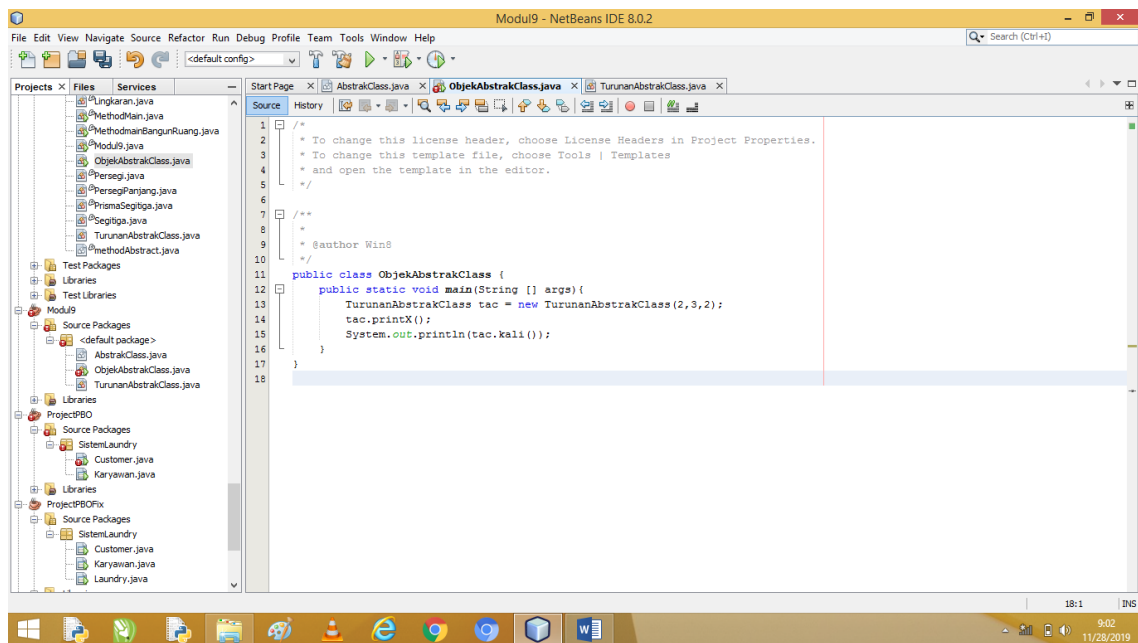 Modul9 - NetBeans IDE 8.0.2
File Edit View Navigate Source Refactor Run Debug Profile Team Tools Window Help
Search (Ctrl+I)
<default config>
Projects Files Services
Start Page AbstrakClass.java ObjekAbstrakClass.java TurunanAbstrakClass.java
Source History
Lingkaran.java
MethodMain.java
MethodmainBangunRuang.java
Modul9.java
ObjekAbstrakClass.java
Persegi.java
PersegiPanjang.java
PrismaSegitiga.java
Segitiga.java
TurunanAbstrakClass.java
methodAbstract.java
Test Packages
Libraries
Test Libraries
Modul9
Source Packages
<default package>
AbstrakClass.java
ObjekAbstrakClass.java
TurunanAbstrakClass.java
Libraries
ProjectPBO
Source Packages
SistemLaundry
Customer.java
Karyawan.java
Libraries
ProjectPBOFix
Source Packages
SistemLaundry
Customer.java
Karyawan.java
Laundry.java
1 /*
2 * To change this license header, choose License Headers in Project Properties.
3 * To change this template file, choose Tools | Templates
4 * and open the template in the editor.
5 */
6
7 /**
8 *
9 * @author Win8
10 */
11 public class ObjekAbstrakClass {
12 public static void main(String [] args){
13 TurunanAbstrakClass tac = new TurunanAbstrakClass(2,3,2);
14 tac.printX();
15 System.out.println(tac.kali());
16 }
17 }
18
18:1 INS
9:02
11/28/2019